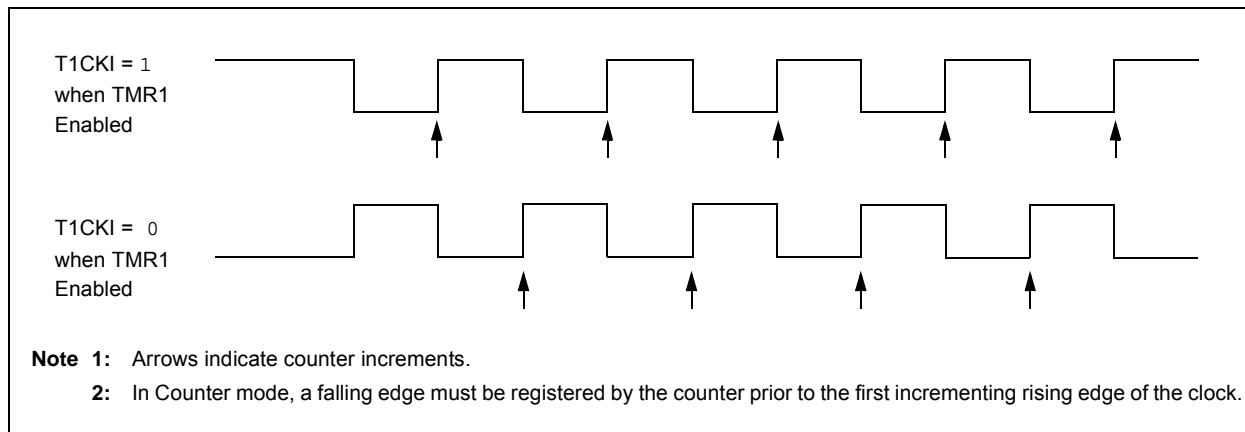 T1CKI = 1
when TMR1
Enabled
T1CKI = 0
when TMR1
Enabled
Note 1: Arrows indicate counter increments.
2: In Counter mode, a falling edge must be registered by the counter prior to the first incrementing rising edge of the clock.